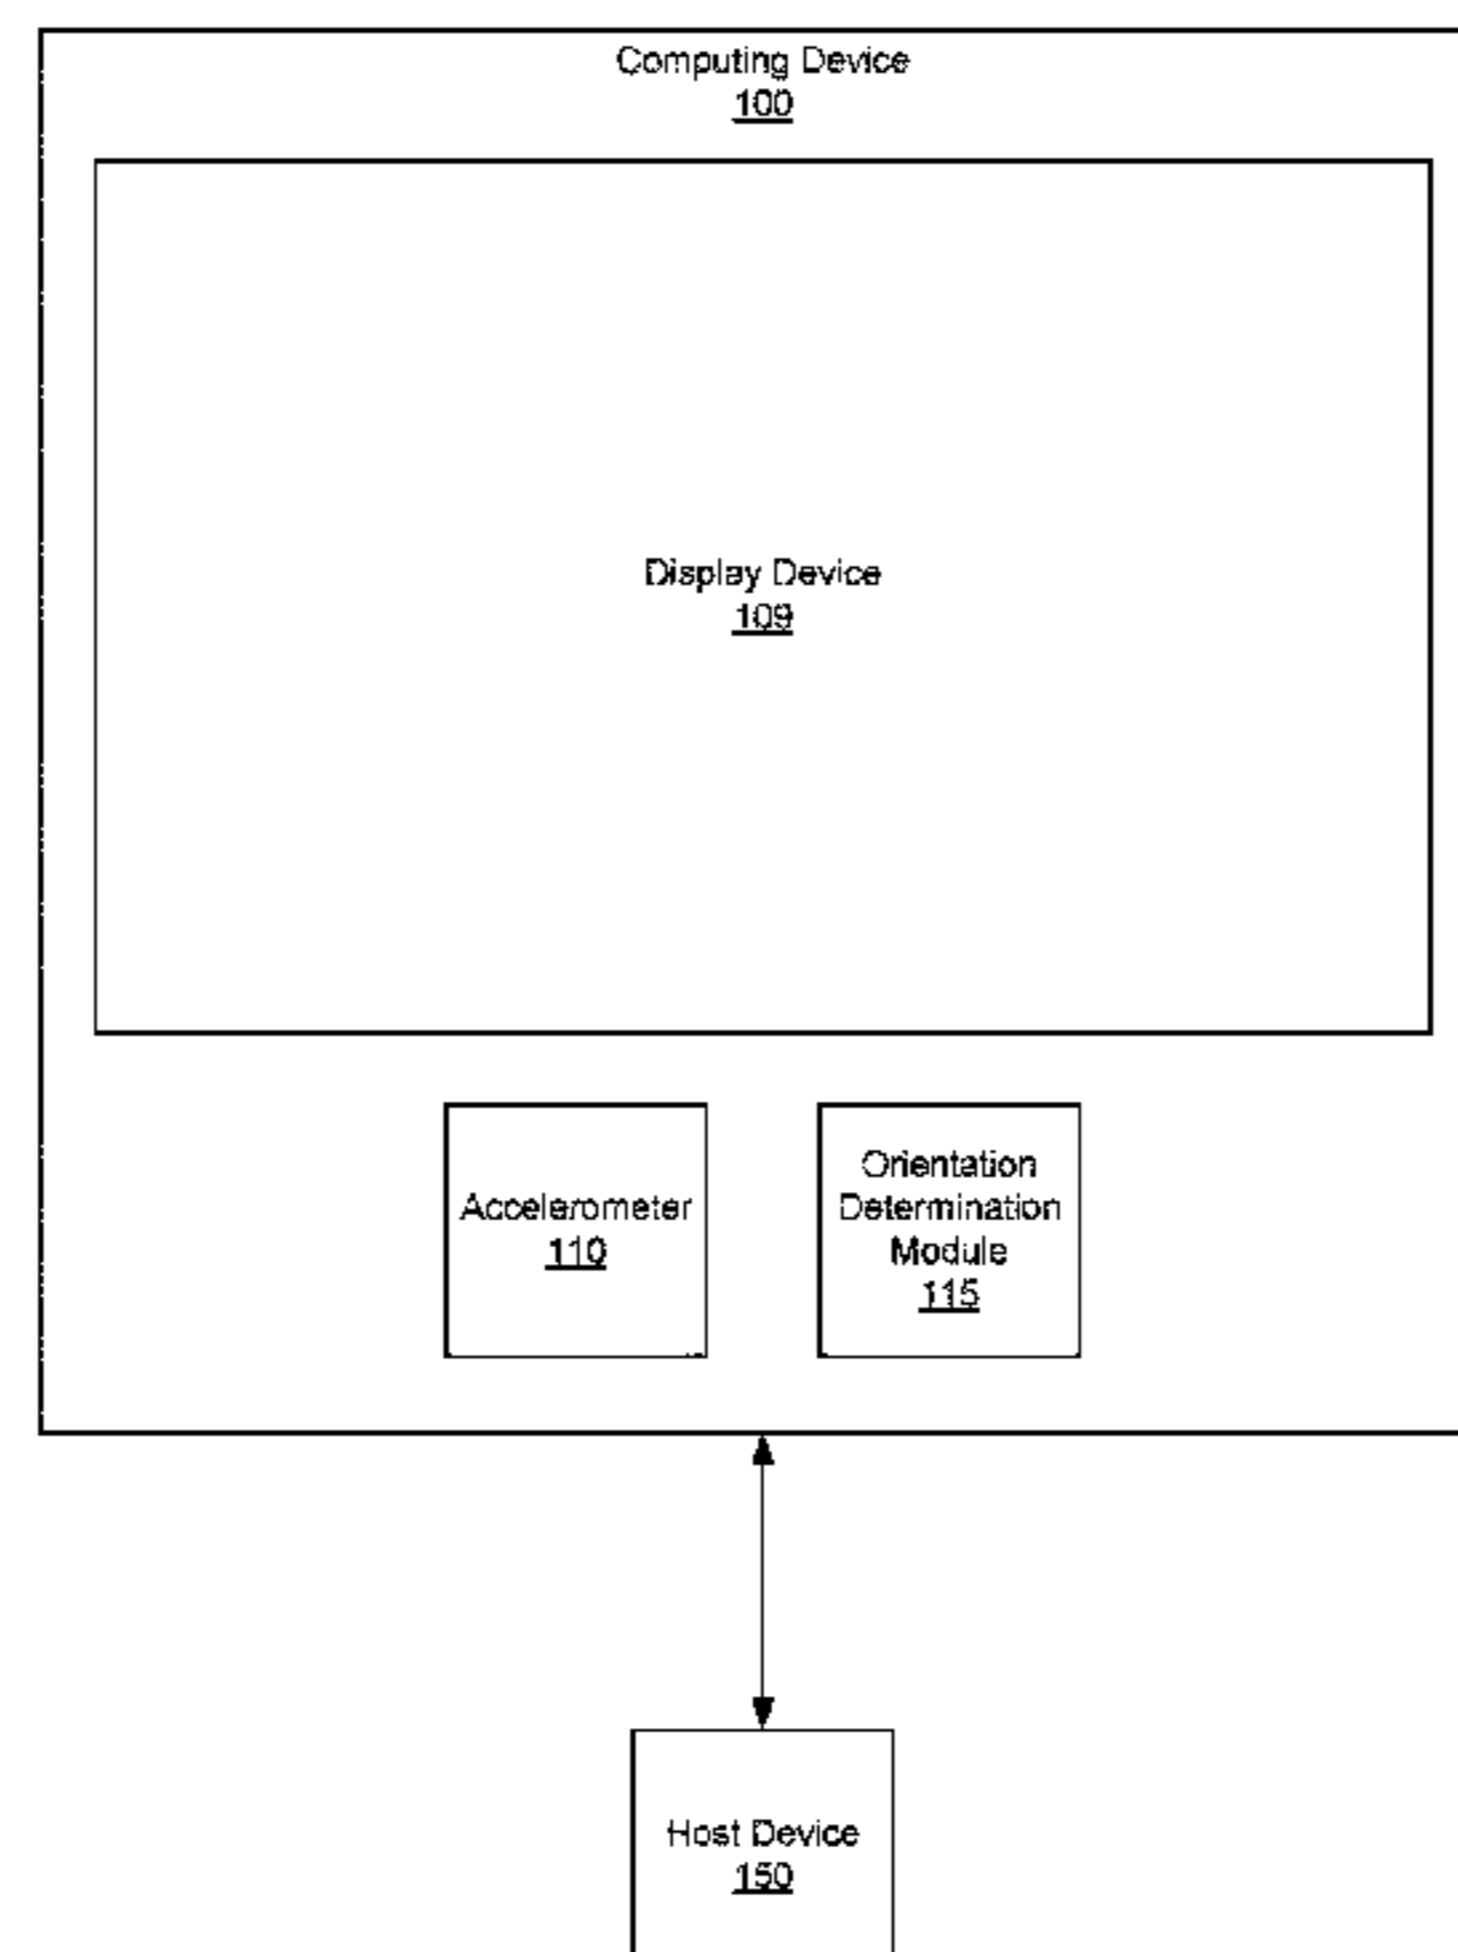 Computing Device
100
Display Device
109
Accelerometer
110
Orientation
Determination
Module
115
Host Device
150